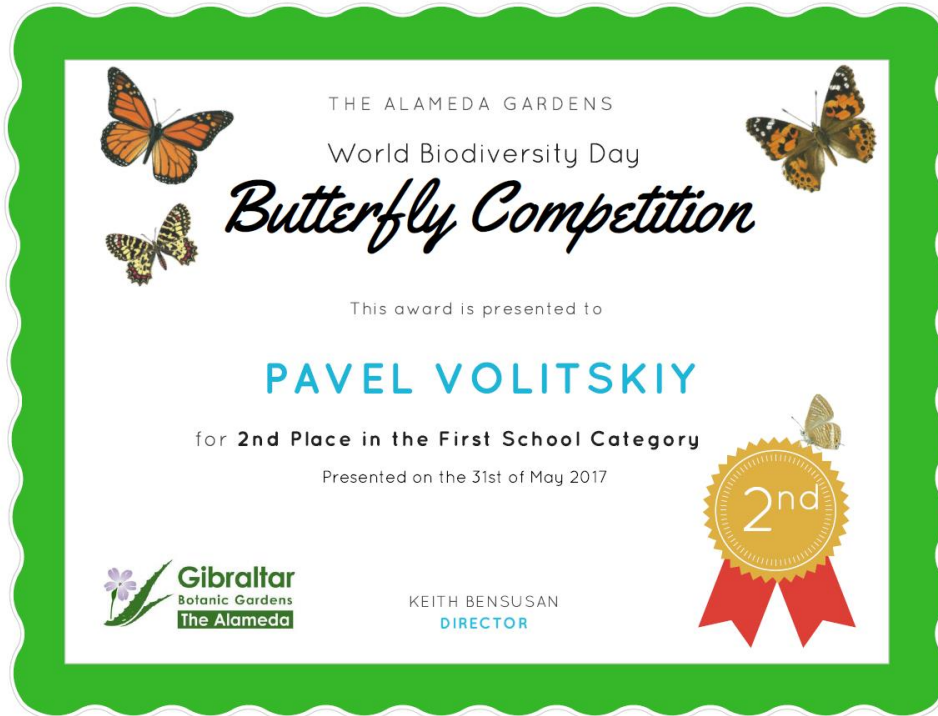 THE ALAMEDA GARDENS
World Biodiversity Day
Butterfly Competition
This award is presented to
PAVEL VOLITSKIY
for 2nd Place in the First School Category
Presented on the 31st of May 2017
2nd
Gibraltar
Botanic Gardens
The Alameda
KEITH BENSUSAN
DIRECTOR